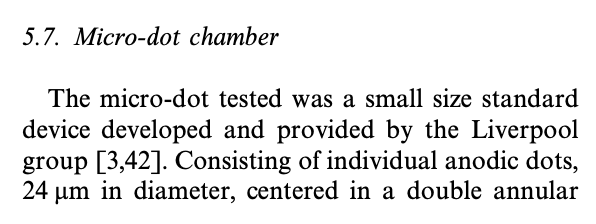 5.7. Micro-dot chamber
The micro-dot tested was a small size standard
device developed and provided by the Liverpool
group [3,42]. Consisting of individual anodic dots,
24 μm in diameter, centered in a double annular